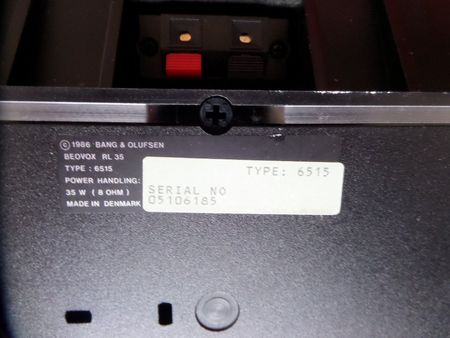 © 1986 BANG & OLUFSEN
BEOVOX RL 35
TYPE : 6515
POWER HANDLING:
35 W ( 8 OHM )
MADE IN DENMARK
TYPE: 6515
SERIAL NO
05106185